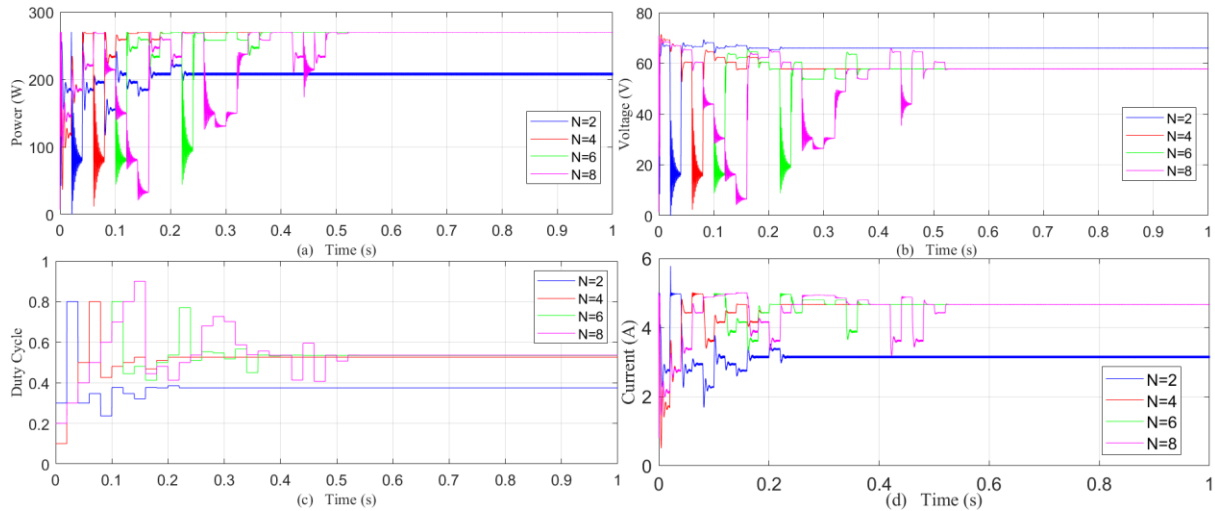 300
200
100
0
Power (W)
0 0.1 0.2 0.3 0.4 0.5 0.6 0.7 0.8 0.9 1
(a) Time (s)
N=2
N=4
N=6
N=8
80
60
40
20
0
Voltage (V)
0 0.1 0.2 0.3 0.4 0.5 0.6 0.7 0.8 0.9 1
(b) Time (s)
N=2
N=4
N=6
N=8
1
0.8
0.6
0.4
0.2
0
Duty Cycle
0 0.1 0.2 0.3 0.4 0.5 0.6 0.7 0.8 0.9 1
(c) Time (s)
N=2
N=4
N=6
N=8
6
4
2
0
Current (A)
0 0.2 0.4 0.6 0.8 1
(d) Time (s)
N=2
N=4
N=6
N=8